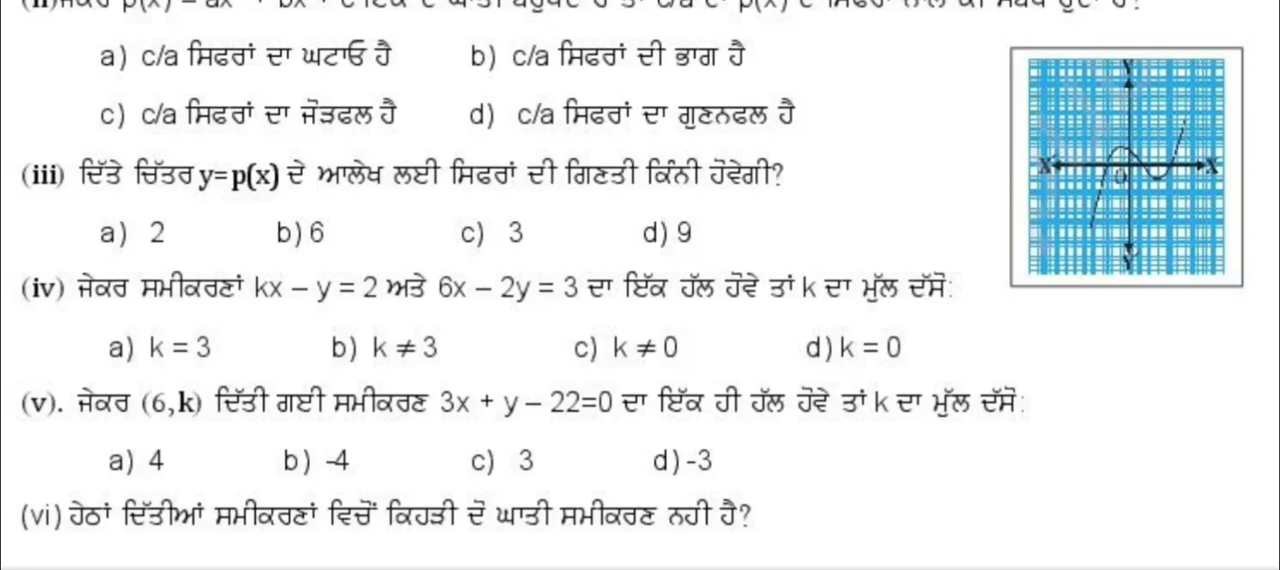 a) c/a ਸਿਫਰਾਂ ਦਾ ਘਟਾਓ ਹੈ b) c/a ਸਿਫਰਾਂ ਦੀ ਭਾਗ ਹੈ
c) c/a ਸਿਫਰਾਂ ਦਾ ਜੋੜਫਲ ਹੈ d) c/a ਸਿਫਰਾਂ ਦਾ ਗੁਣਨਫਲ ਹੈ
(iii) ਦਿੱਤੇ ਚਿੱਤਰ y=p(x) ਦੇ ਆਲੇਖ ਲਈ ਸਿਫਰਾਂ ਦੀ ਗਿਣਤੀ ਕਿੰਨੀ ਹੋਵੇਗੀ?
a) 2 b) 6 c) 3 d) 9
(iv) ਜੇਕਰ ਸਮੀਕਰਣਾਂ kx – y = 2 ਅਤੇ 6x – 2y = 3 ਦਾ ਇੱਕ ਹੱਲ ਹੋਵੇ ਤਾਂ k ਦਾ ਮੁੱਲ ਦੱਸੋ:
a) k = 3 b) k ≠ 3 c) k ≠ 0 d) k = 0
(v). ਜੇਕਰ (6,k) ਦਿੱਤੀ ਗਈ ਸਮੀਕਰਣ 3x + y – 22=0 ਦਾ ਇੱਕ ਹੀ ਹੱਲ ਹੋਵੇ ਤਾਂ k ਦਾ ਮੁੱਲ ਦੱਸੋ:
a) 4 b) -4 c) 3 d) -3
(vi) ਹੇਠਾਂ ਦਿੱਤੀਆਂ ਸਮੀਕਰਣਾਂ ਵਿਚੋਂ ਕਿਹੜੀ ਦੋ ਘਾਤੀ ਸਮੀਕਰਣ ਨਹੀ ਹੈ?
Y
X X
O
Y